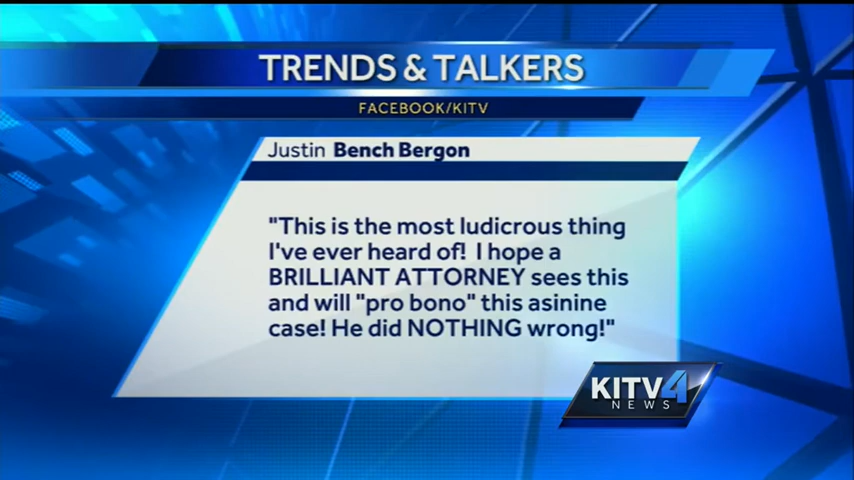 TRENDS & TALKERS
FACEBOOK/KITV
Justin Bench Bergon
"This is the most ludicrous thing
I've ever heard of!  I hope a
BRILLIANT ATTORNEY sees this
and will "pro bono" this asinine
case! He did NOTHING wrong!"
KITV4
NEWS